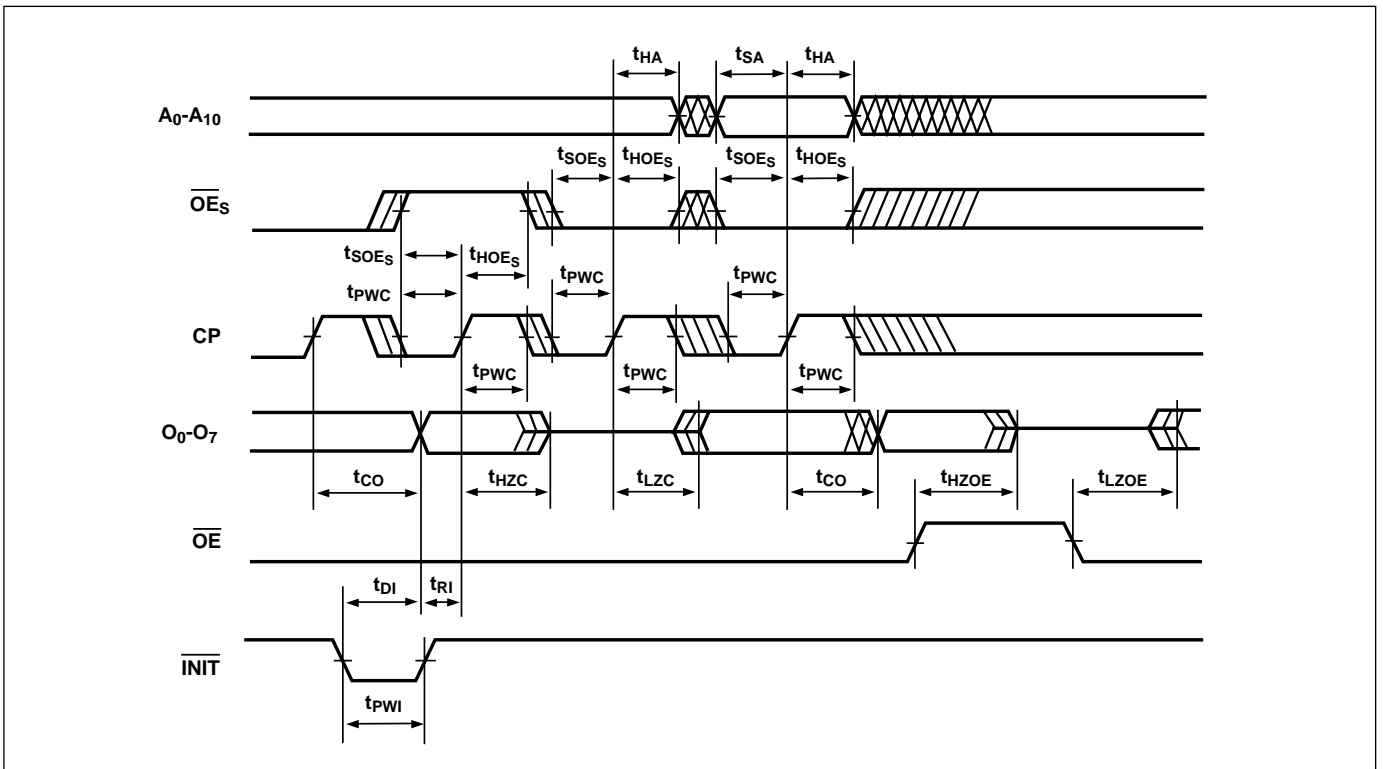 tHA tSA tHA
A0-A10
tSOES tHOES tSOES tHOES
OES
tSOES tHOES
tPWC tPWC tPWC
CP
tPWC tPWC tPWC
O0-O7
tCO tHZC tLZC tCO tHZOE tLZOE
OE
tDI tRI
INIT
tPWI